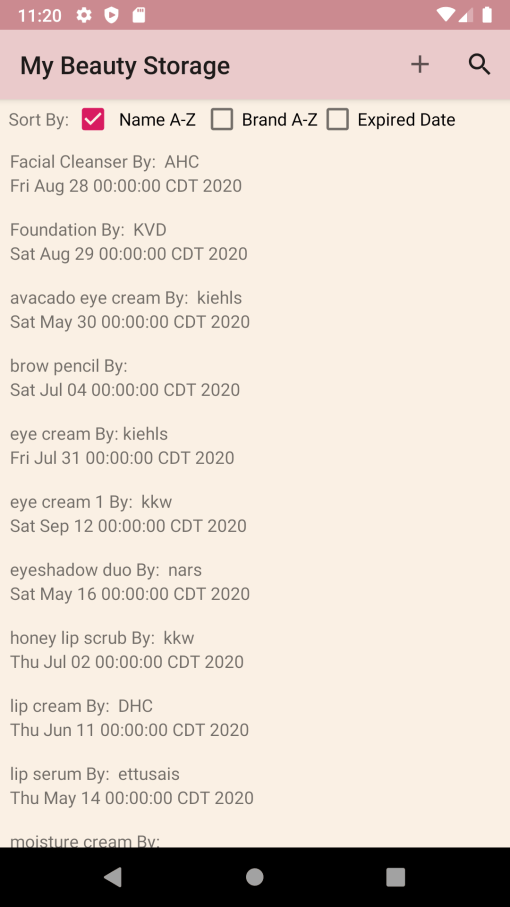 11:20
My Beauty Storage
Sort By: Name A-Z Brand A-Z Expired Date
Facial Cleanser By:  AHC
Fri Aug 28 00:00:00 CDT 2020
Foundation By:  KVD
Sat Aug 29 00:00:00 CDT 2020
avacado eye cream By:  kiehls
Sat May 30 00:00:00 CDT 2020
brow pencil By:
Sat Jul 04 00:00:00 CDT 2020
eye cream By: kiehls
Fri Jul 31 00:00:00 CDT 2020
eye cream 1 By:  kkw
Sat Sep 12 00:00:00 CDT 2020
eyeshadow duo By:  nars
Sat May 16 00:00:00 CDT 2020
honey lip scrub By:  kkw
Thu Jul 02 00:00:00 CDT 2020
lip cream By:  DHC
Thu Jun 11 00:00:00 CDT 2020
lip serum By:  ettusais
Thu May 14 00:00:00 CDT 2020
moisture cream By: